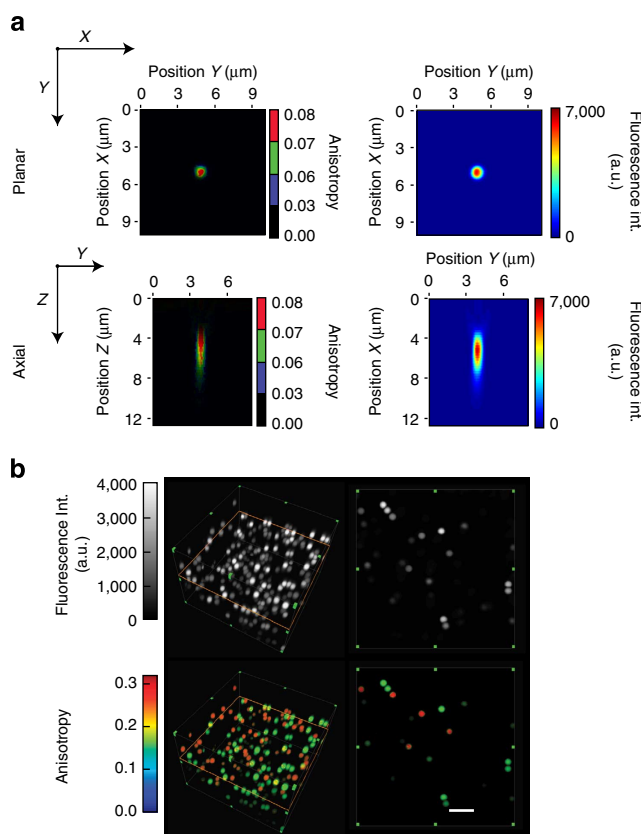 a
X
Y
Planar
Position Y (μm)
0 3 6 9
Position X (μm)
0
3
6
9
0.08
0.07
0.06
0.03
0.00
Anisotropy
Position Y (μm)
0 3 6 9
Position X (μm)
0
3
6
9
7,000
0
Fluorescence int.
(a.u.)
Y
Z
Axial
0 3 6
Position Z (μm)
0
4
8
12
0.08
0.07
0.06
0.03
0.00
Anisotropy
Position Y (μm)
0 3 6
Position X (μm)
0
4
8
12
7,000
0
Fluorescence int.
(a.u.)
b
Fluorescence Int.
(a.u.)
4,000
3,000
2,000
1,000
0
Anisotropy
0.3
0.2
0.1
0.0